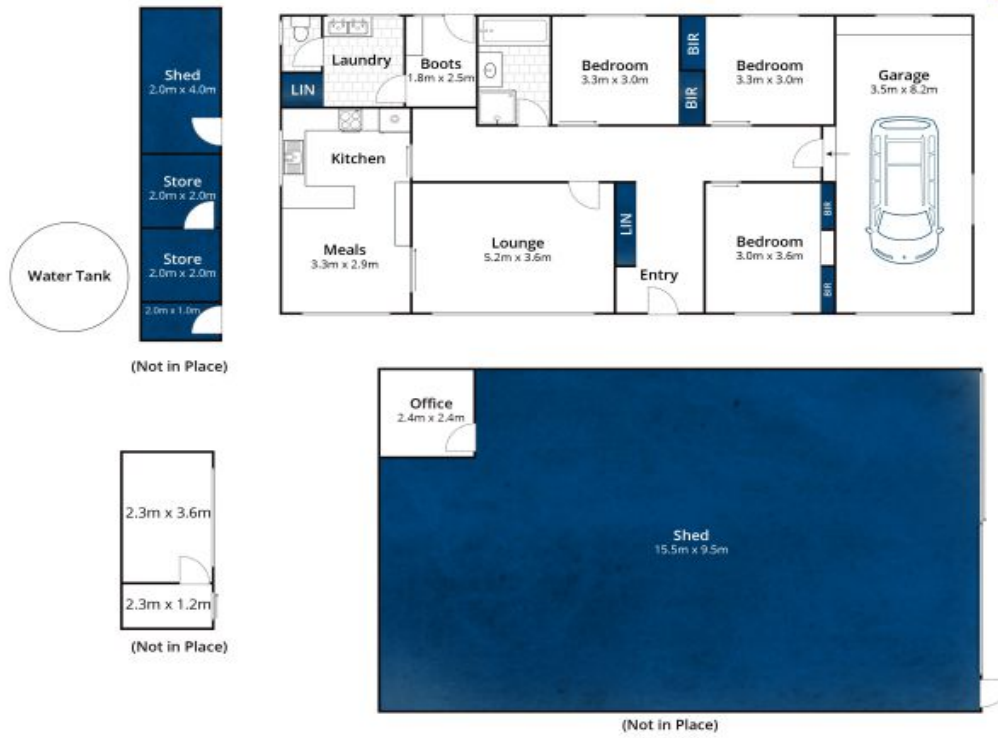 Shed
2.0m x 4.0m
Store
2.0m x 2.0m
Store
2.0m x 2.0m
2.0m x 1.0m
(Not in Place)
Water Tank
LIN
Laundry
Boots
1.8m x 2.5m
Bedroom
3.3m x 3.0m
BIR
BIR
Bedroom
3.3m x 3.0m
Garage
3.5m x 8.2m
Kitchen
Meals
3.3m x 2.9m
Lounge
5.2m x 3.6m
LIN
Entry
Bedroom
3.0m x 3.6m
BIR
BIR
2.3m x 3.6m
2.3m x 1.2m
(Not in Place)
Office
2.4m x 2.4m
Shed
15.5m x 9.5m
(Not in Place)